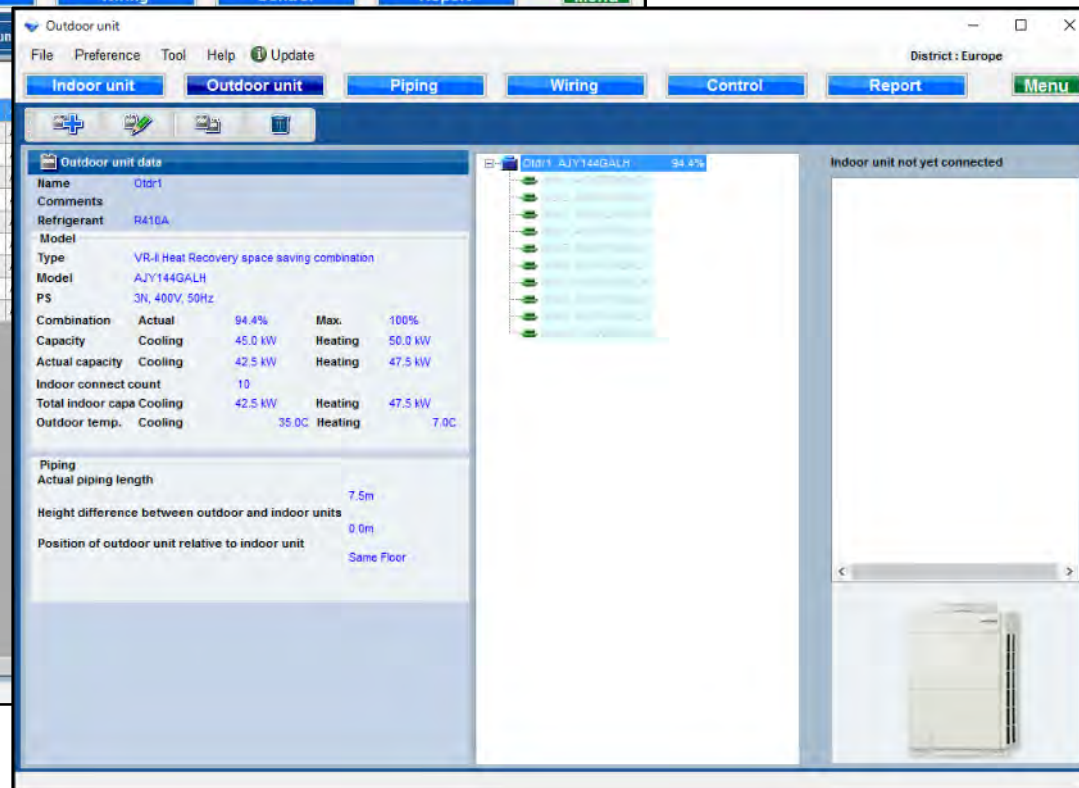 Wiring Control Report Menu
Outdoor unit
File Preference Tool Help Update District : Europe
Indoor unit Outdoor unit Piping Wiring Control Report Menu
Outdoor unit data
Name Otdr1
Comments
Refrigerant R410A
Model
Type VR-II Heat Recovery space saving combination
Model AJY144GALH
PS 3N, 400V, 50Hz
Combination Actual 94.4% Max. 100%
Capacity Cooling 45.0 kW Heating 50.0 kW
Actual capacity Cooling 42.5 kW Heating 47.5 kW
Indoor connect count 10
Total indoor capa Cooling 42.5 kW Heating 47.5 kW
Outdoor temp. Cooling 35.0C Heating 7.0C
Piping
Actual piping length
7.5m
Height difference between outdoor and indoor units
0.0m
Position of outdoor unit relative to indoor unit
Same Floor
Otdr1 AJY144GALH 94.4%
Indoor unit not yet connected